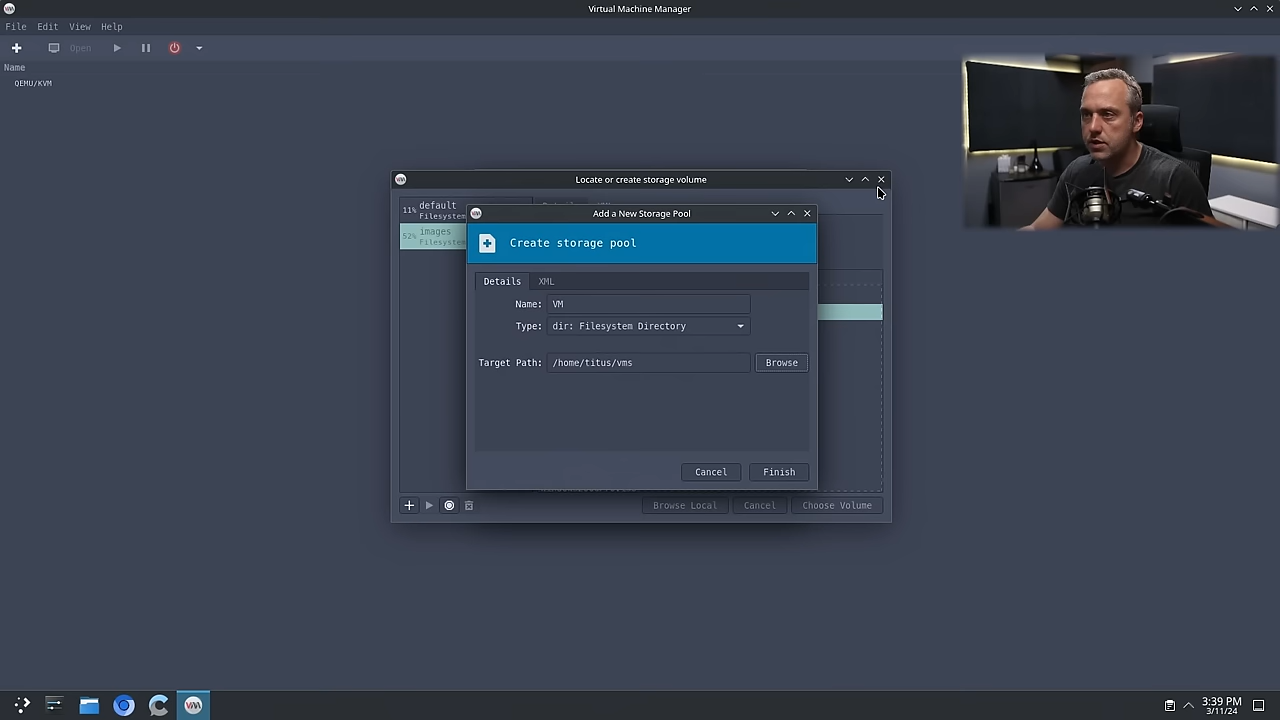 Virtual Machine Manager
File Edit View Help
Open
Name
QEMU/KVM
Locate or create storage volume
11% default
Filesystem
52% images
Filesystem
Add a New Storage Pool
Create storage pool
Details XML
Name: VM
Type: dir: Filesystem Directory
Target Path: /home/titus/vms Browse
Cancel Finish
Browse Local Cancel Choose Volume
3:39 PM
3/11/24